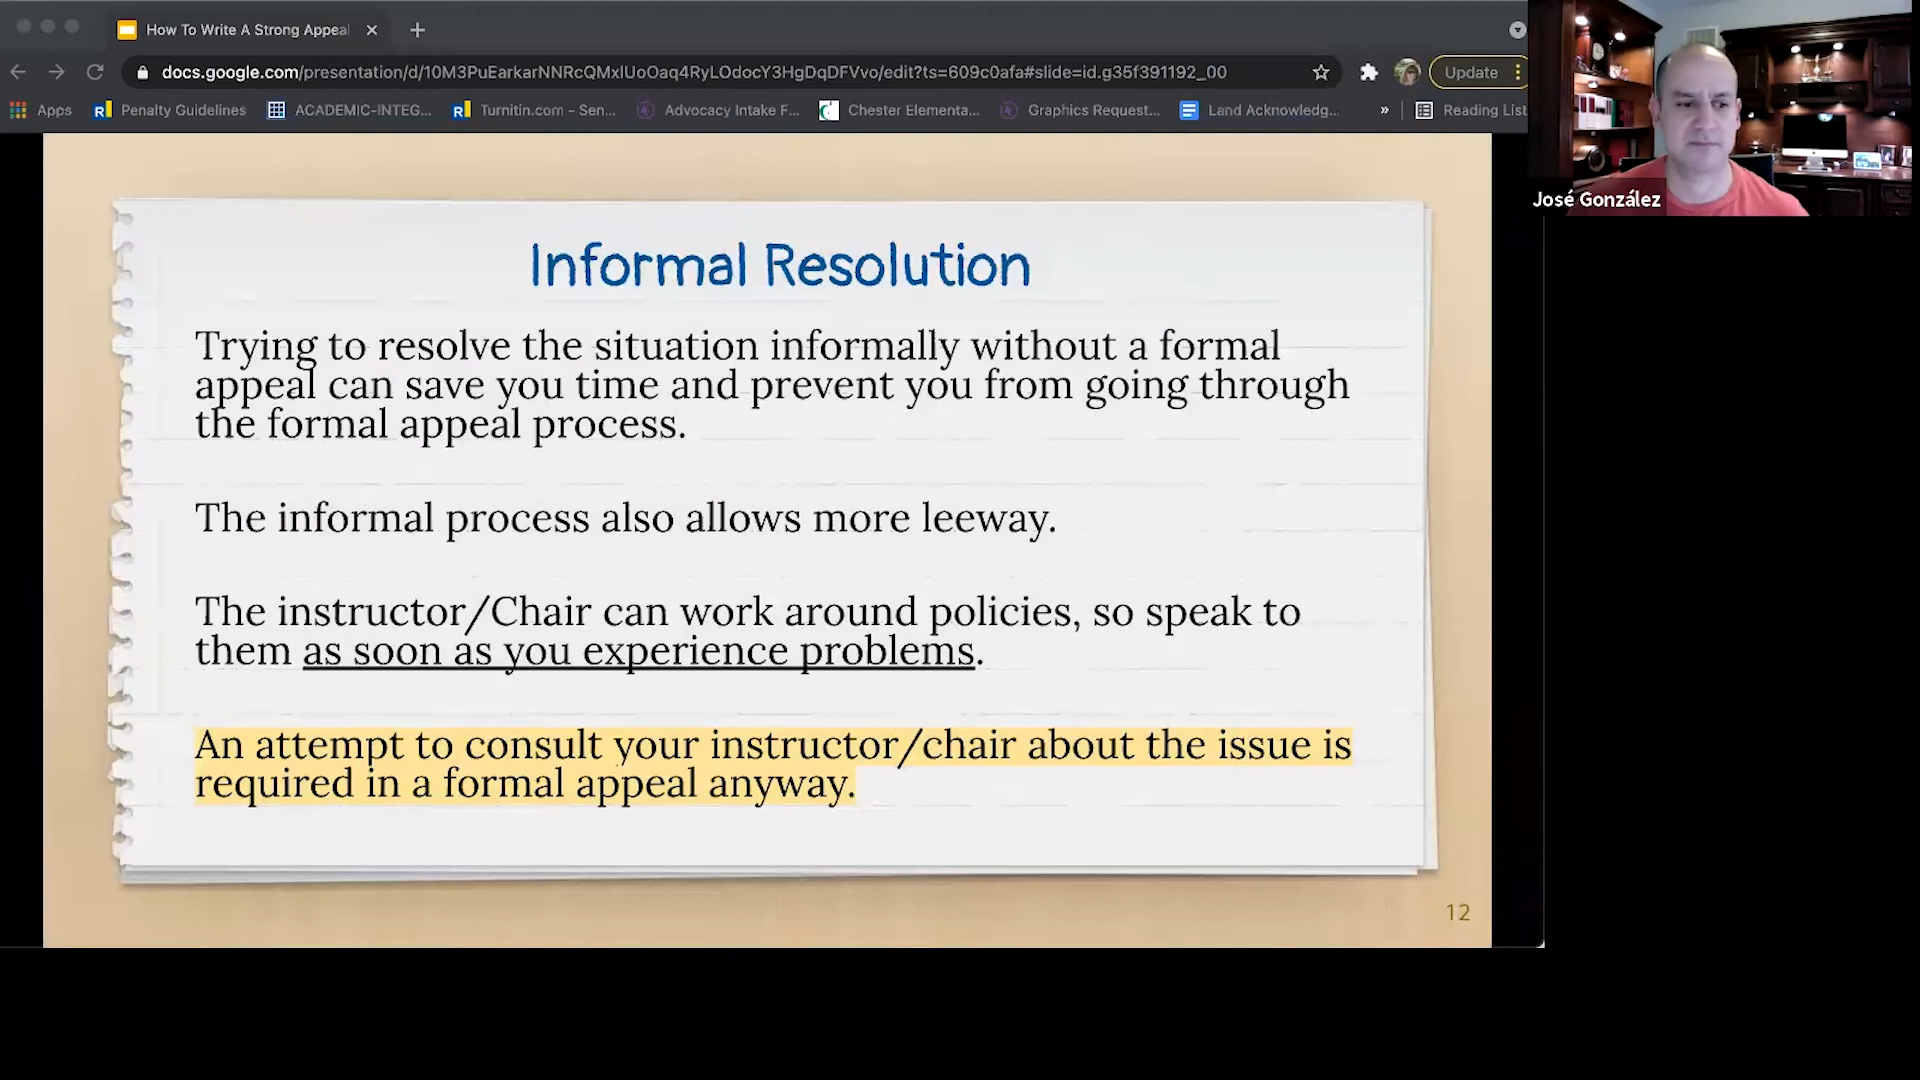 How To Write A Strong Appeal
docs.google.com/presentation/d/10M3PuEarkarNNRcQMxlUoOaq4RyLOdocY3HgDqDFVvo/edit?ts=609c0afa#slide=id.g35f391192_00
Update
Apps
Penalty Guidelines
ACADEMIC-INTEG...
Turnitin.com – Sen...
Advocacy Intake F...
Chester Elementa...
Graphics Request...
Land Acknowledg...
»
Reading List
José González
Informal Resolution
Trying to resolve the situation informally without a formal
appeal can save you time and prevent you from going through
the formal appeal process.
The informal process also allows more leeway.
The instructor/Chair can work around policies, so speak to
them as soon as you experience problems.
An attempt to consult your instructor/chair about the issue is
required in a formal appeal anyway.
12